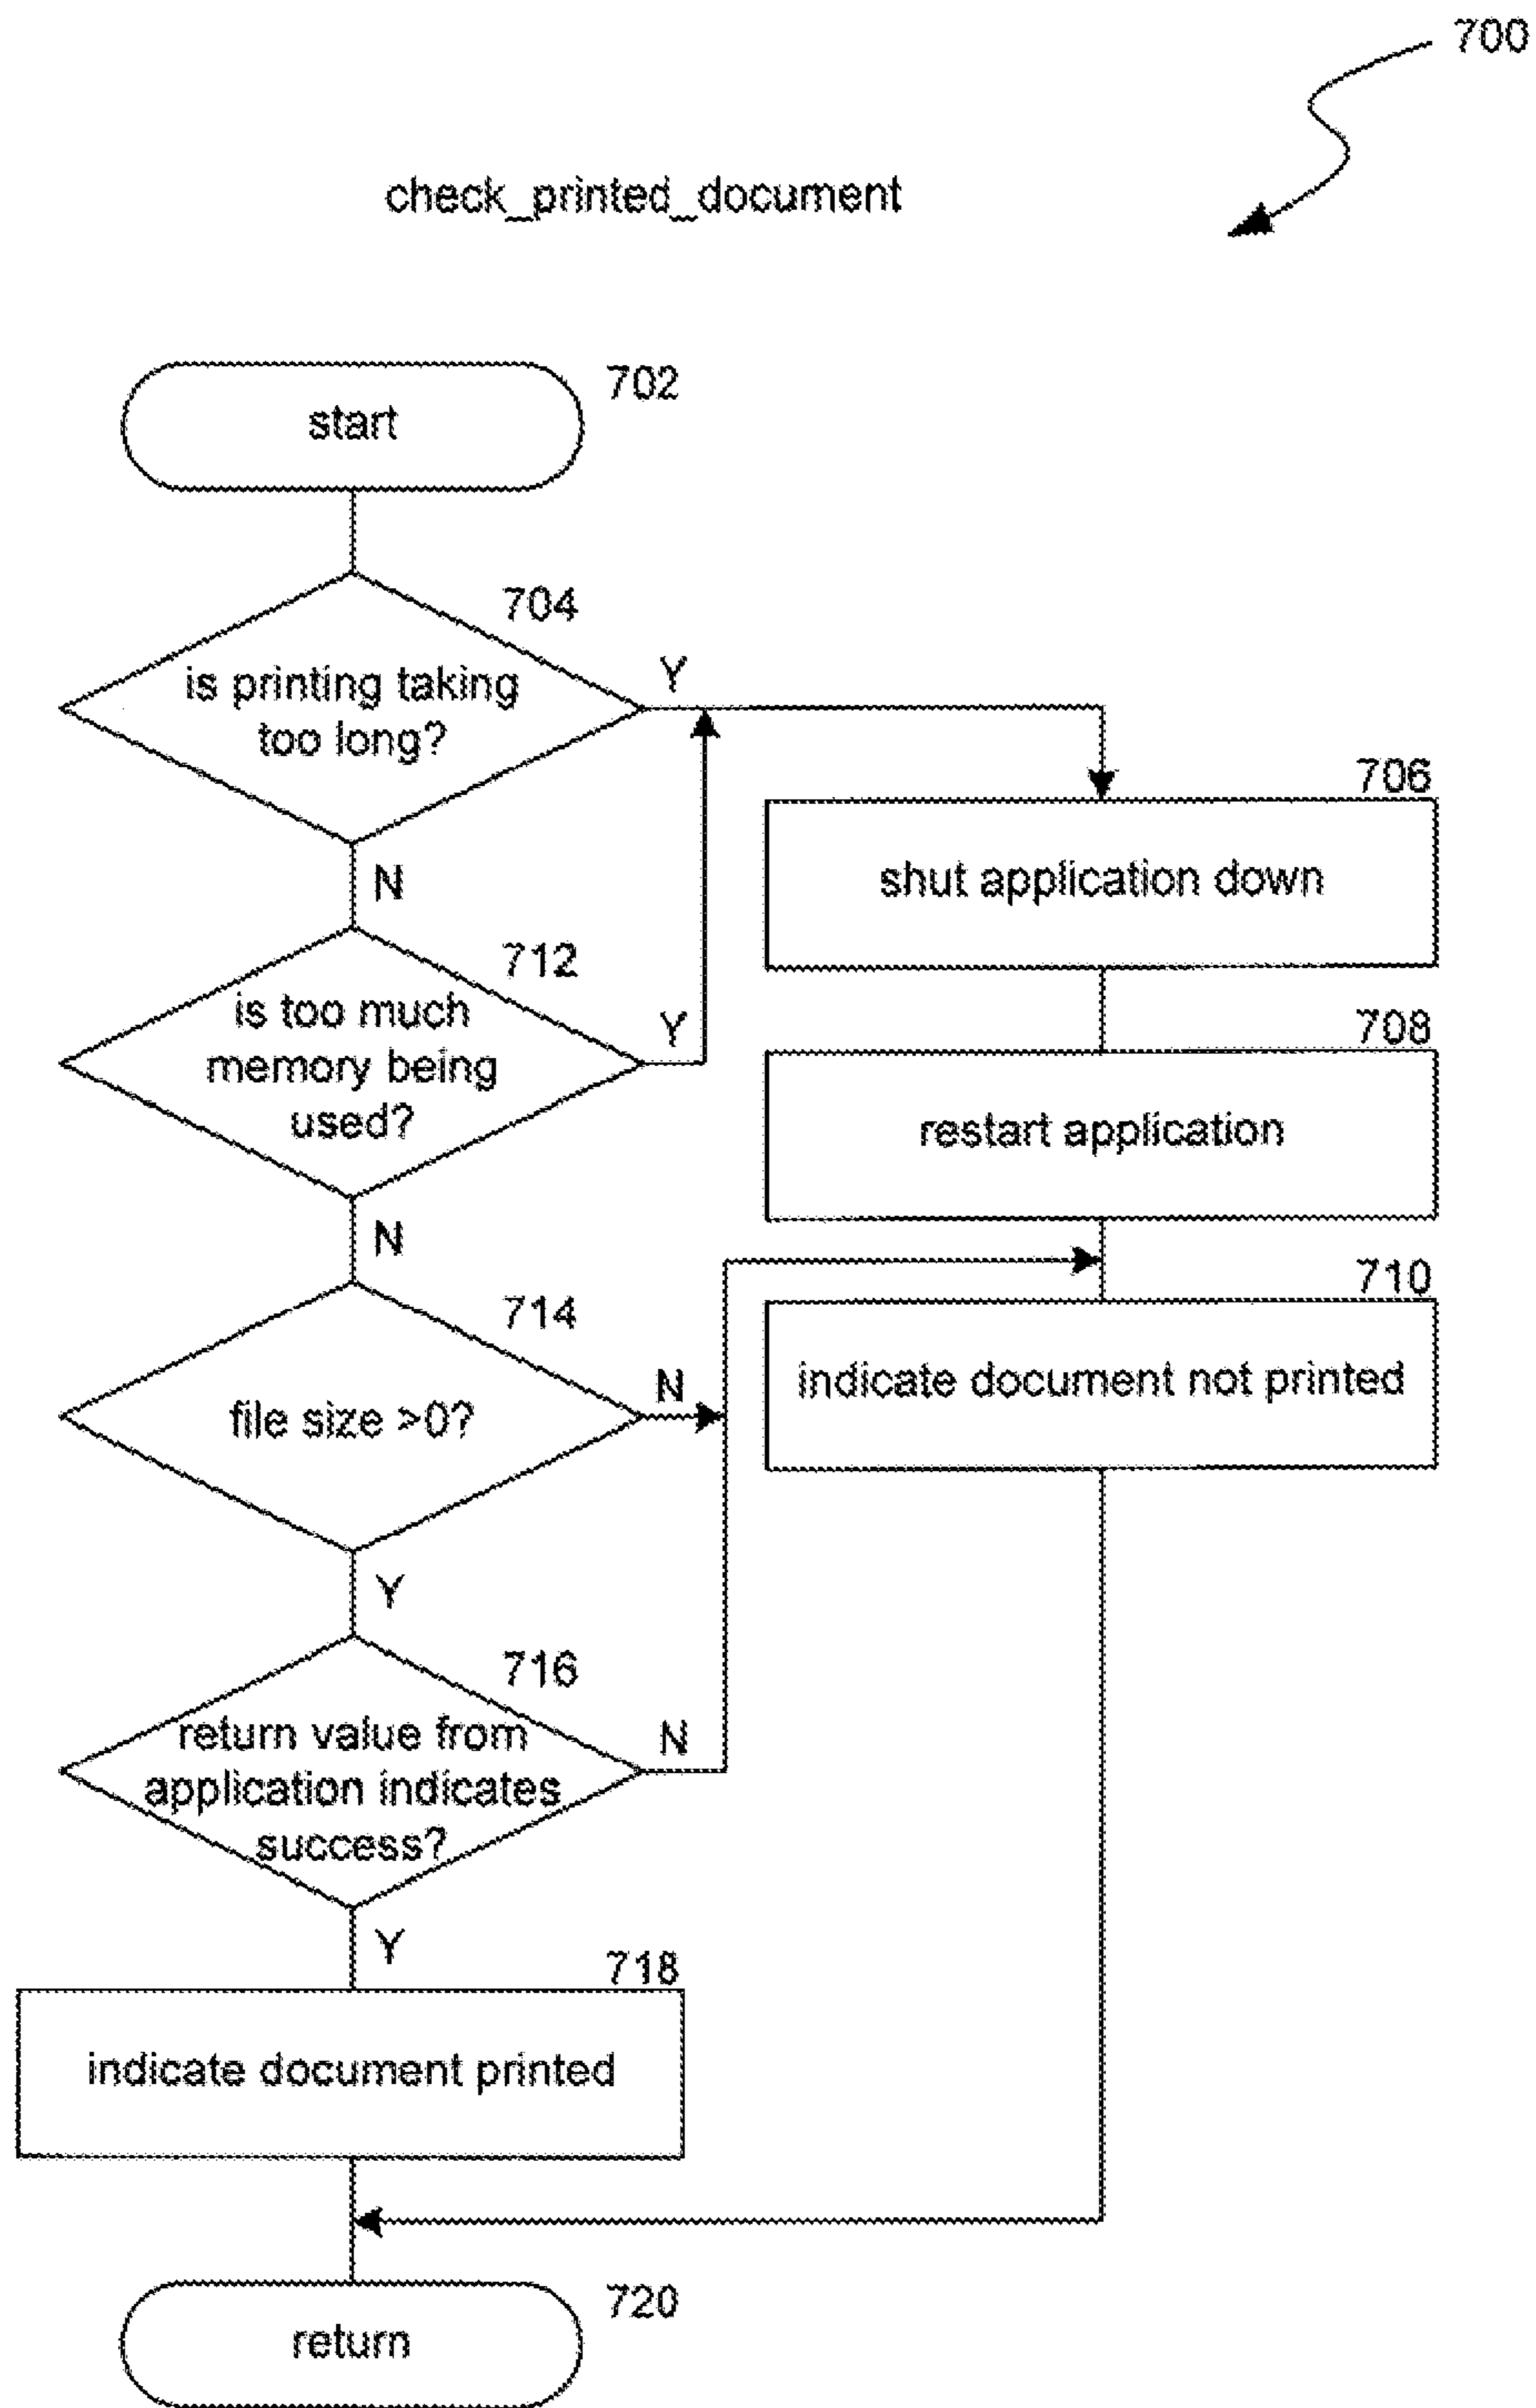 700
check_printed_document
702
start
704
is printing taking
too long?
Y
N
706
shut application down
712
is too much
memory being
used?
Y
N
708
restart application
710
indicate document not printed
714
file size >0?
N
Y
716
return value from
application indicates
success?
N
Y
718
indicate document printed
720
return